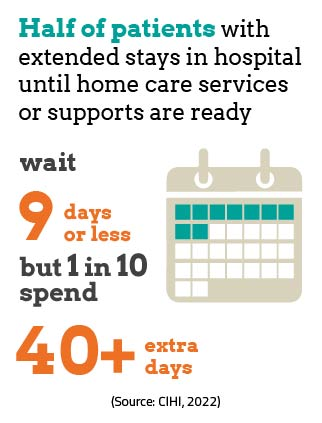 Half of patients with
extended stays in hospital
until home care services
or supports are ready
wait
9 days
or less
but 1 in 10
spend
40+ extra
days
(Source: CIHI, 2022)